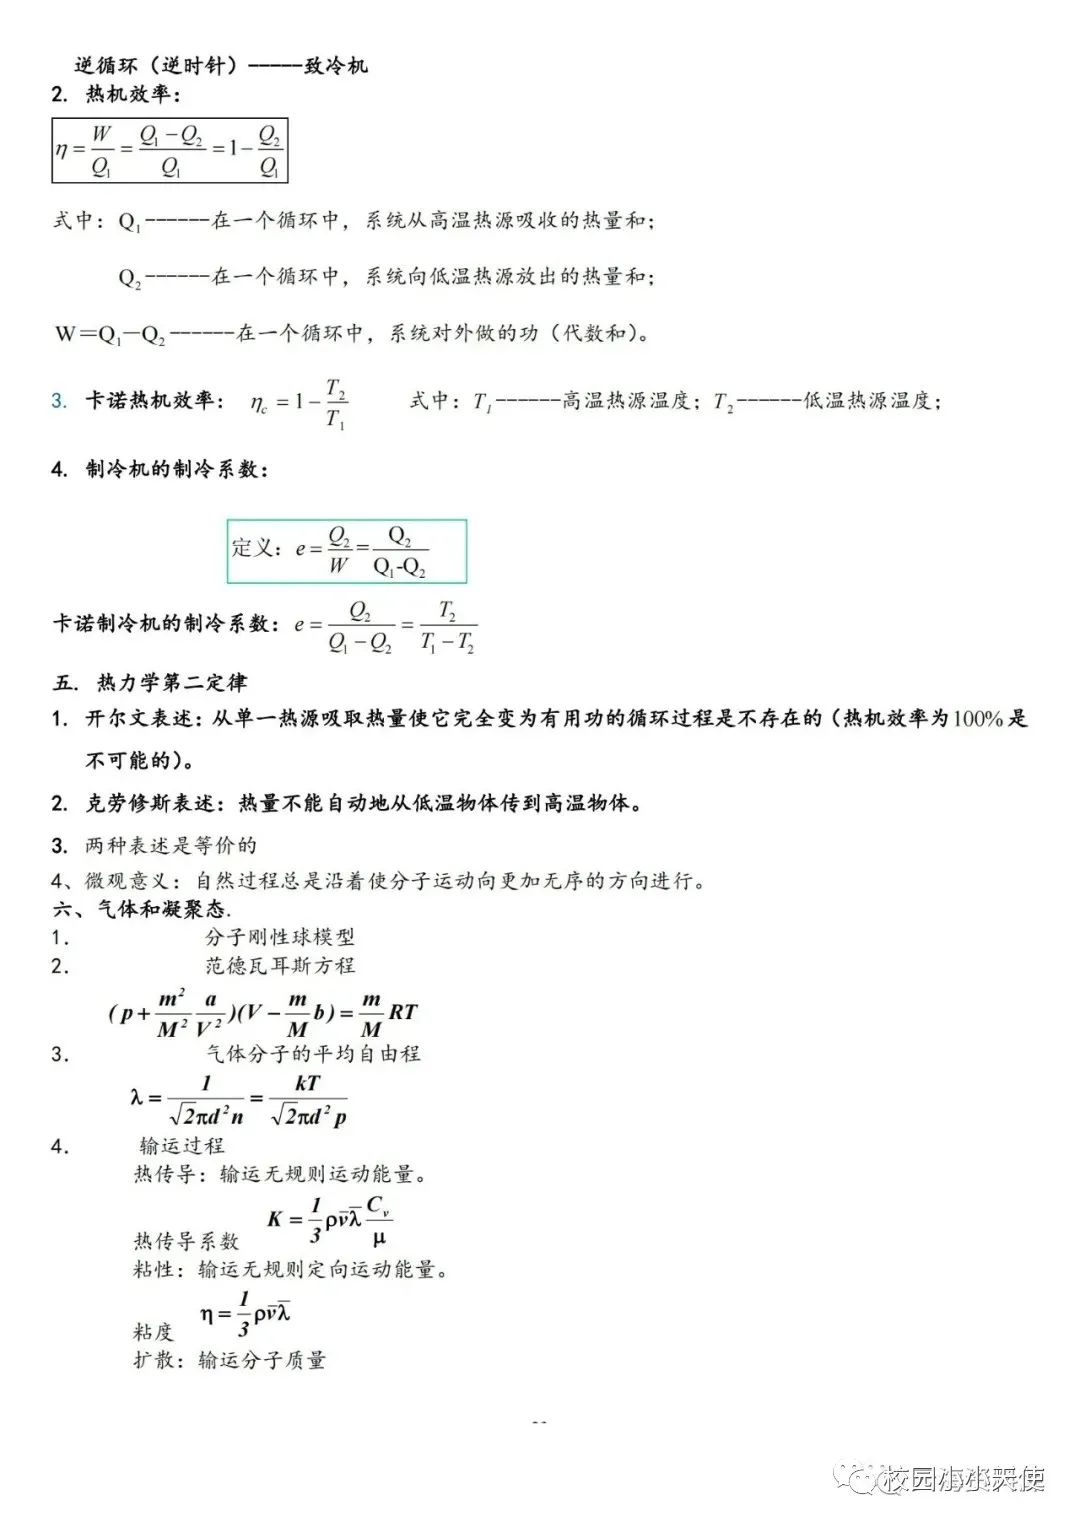 逆循环（逆时针）-----致冷机
2. 热机效率：
η = W/Q₁ = (Q₁ − Q₂)/Q₁ = 1 − Q₂/Q₁
式中：Q₁------在一个循环中，系统从高温热源吸收的热量和；
Q₂------在一个循环中，系统向低温热源放出的热量和；
W＝Q₁－Q₂------在一个循环中，系统对外做的功（代数和）。
3. 卡诺热机效率： η_c = 1 − T₂/T₁ 式中：T₁------高温热源温度；T₂------低温热源温度；
4. 制冷机的制冷系数：
定义：e = Q₂/W = Q₂/(Q₁-Q₂)
卡诺制冷机的制冷系数：e = Q₂/(Q₁ − Q₂) = T₂/(T₁ − T₂)
五. 热力学第二定律
1. 开尔文表述：从单一热源吸取热量使它完全变为有用功的循环过程是不存在的（热机效率为100%是
不可能的）。
2. 克劳修斯表述：热量不能自动地从低温物体传到高温物体。
3. 两种表述是等价的
4、微观意义：自然过程总是沿着使分子运动向更加无序的方向进行。
六、气体和凝聚态.
1. 分子刚性球模型
2. 范德瓦耳斯方程
(p + m²/M² a/V²)(V − m/M b) = m/M RT
3. 气体分子的平均自由程
λ = 1/(√2πd²n) = kT/(√2πd²p)
4. 输运过程
热传导：输运无规则运动能量。
热传导系数 K = 1/3 ρv̄λ̄ C_v/μ
粘性：输运无规则定向运动能量。
粘度 η = 1/3 ρv̄λ̄
扩散：输运分子质量